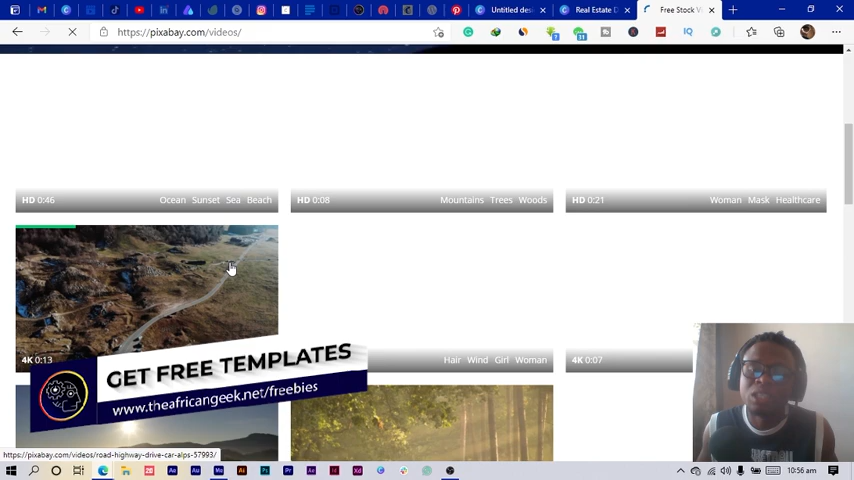 Untitled des
Real Estate D
Free Stock V
https://pixabay.com/videos/
HD 0:46
Ocean Sunset Sea Beach
HD 0:08
Mountains Trees Woods
HD 0:21
Woman Mask Healthcare
4K 0:13
Hair Wind Girl Woman
4K 0:07
GET FREE TEMPLATES
www.theafricangeek.net/freebies
https://pixabay.com/videos/road-highway-drive-car-alps-57993/
10:56 am